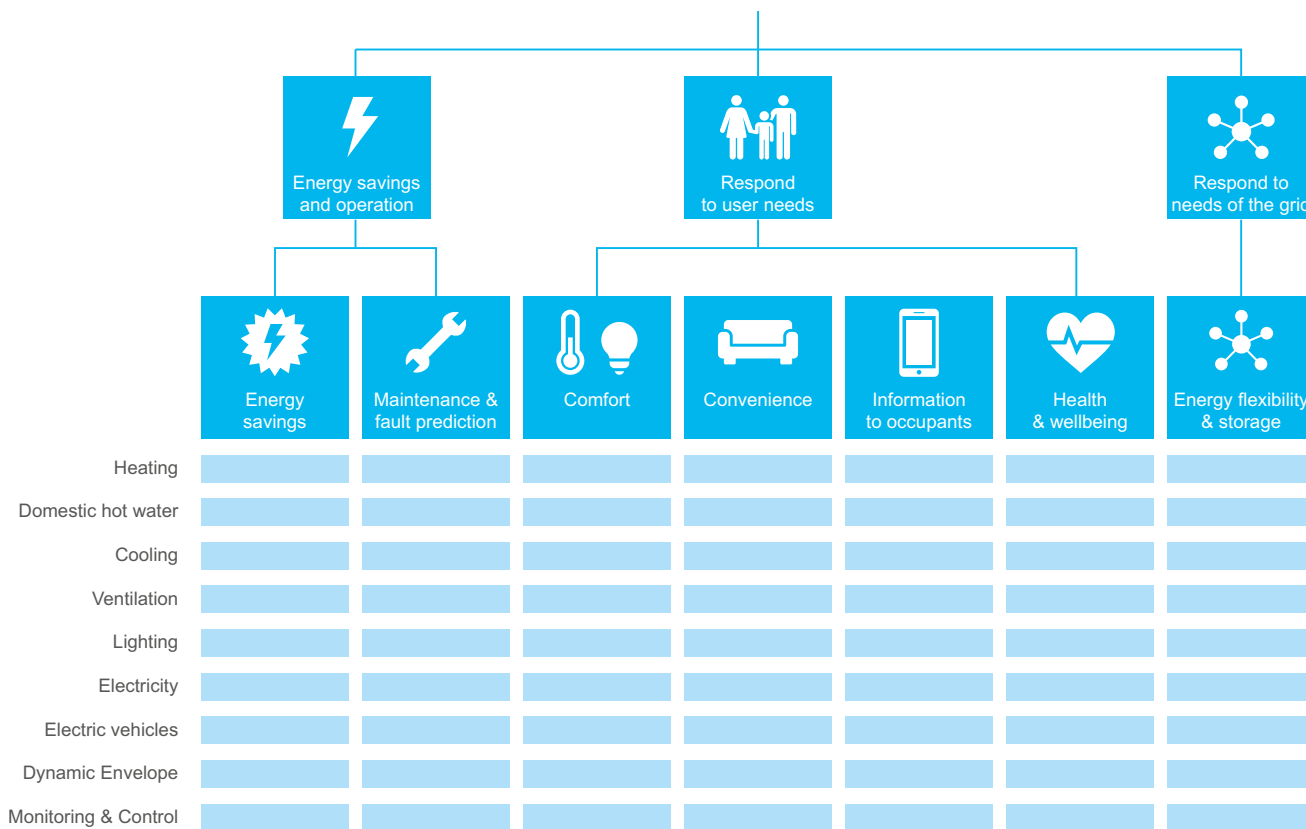 Energy savings
and operation
Respond
to user needs
Respond to
needs of the grid
Energy
savings
Maintenance &
fault prediction
Comfort
Convenience
Information
to occupants
Health
& wellbeing
Energy flexibility
& storage
Heating
Domestic hot water
Cooling
Ventilation
Lighting
Electricity
Electric vehicles
Dynamic Envelope
Monitoring & Control